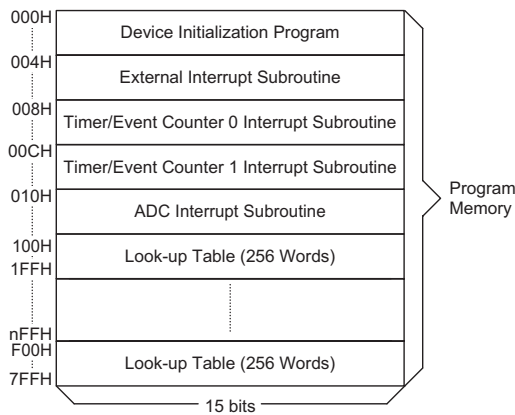 000H
Device Initialization Program
004H
External Interrupt Subroutine
008H
Timer/Event Counter 0 Interrupt Subroutine
00CH
Timer/Event Counter 1 Interrupt Subroutine
010H
ADC Interrupt Subroutine
Program
Memory
100H
Look-up Table (256 Words)
1FFH
nFFH
F00H
Look-up Table (256 Words)
7FFH
15 bits